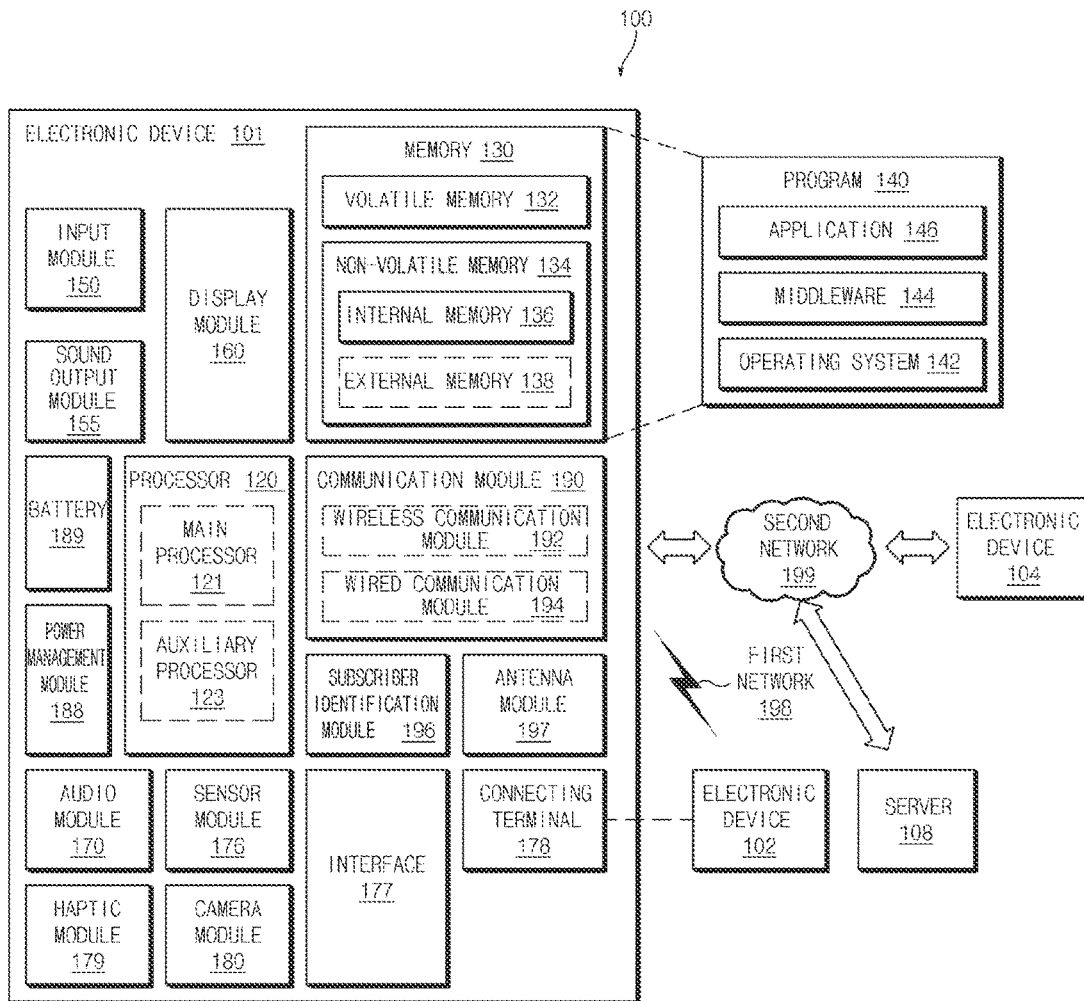 100
ELECTRONIC DEVICE 101
MEMORY 130
VOLATILE MEMORY 132
NON-VOLATILE MEMORY 134
INTERNAL MEMORY 136
EXTERNAL MEMORY 138
INPUT
MODULE
150
DISPLAY
MODULE
160
SOUND
OUTPUT
MODULE
155
PROGRAM 140
APPLICATION 146
MIDDLEWARE 144
OPERATING SYSTEM 142
BATTERY
189
PROCESSOR 120
MAIN
PROCESSOR
121
AUXILIARY
PROCESSOR
123
COMMUNICATION MODULE 190
WIRELESS COMMUNICATION
MODULE 192
WIRED COMMUNICATION
MODULE 194
SECOND
NETWORK
199
ELECTRONIC
DEVICE
104
POWER
MANAGEMENT
MODULE
188
SUBSCRIBER
IDENTIFICATION
MODULE 196
ANTENNA
MODULE
197
FIRST
NETWORK
198
AUDIO
MODULE
170
SENSOR
MODULE
176
INTERFACE
177
CONNECTING
TERMINAL
178
ELECTRONIC
DEVICE
102
SERVER
108
HAPTIC
MODULE
179
CAMERA
MODULE
180